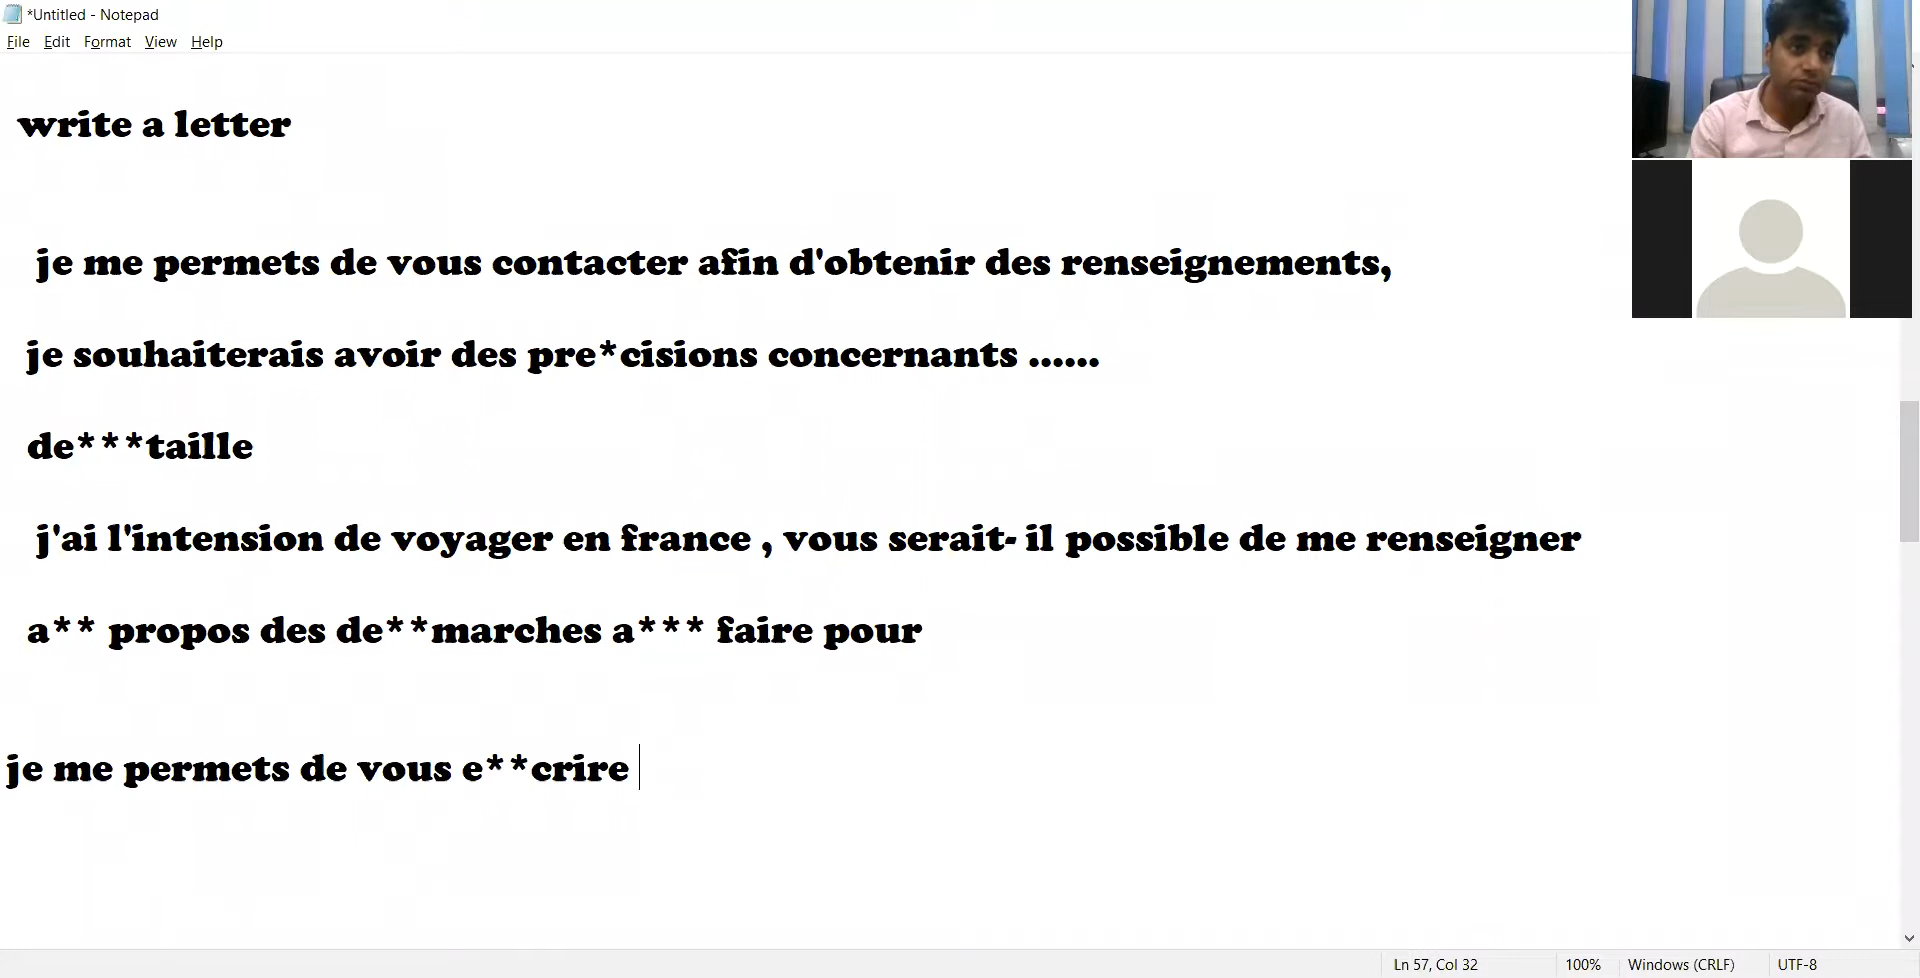 *Untitled - Notepad
File Edit Format View Help
write a letter
je me permets de vous contacter afin d'obtenir des renseignements,
je souhaiterais avoir des pre*cisions concernants ......
de***taille
j'ai l'intension de voyager en france , vous serait- il possible de me renseigner
a** propos des de**marches a*** faire pour
je me permets de vous e**crire
Ln 57, Col 32 100% Windows (CRLF) UTF-8